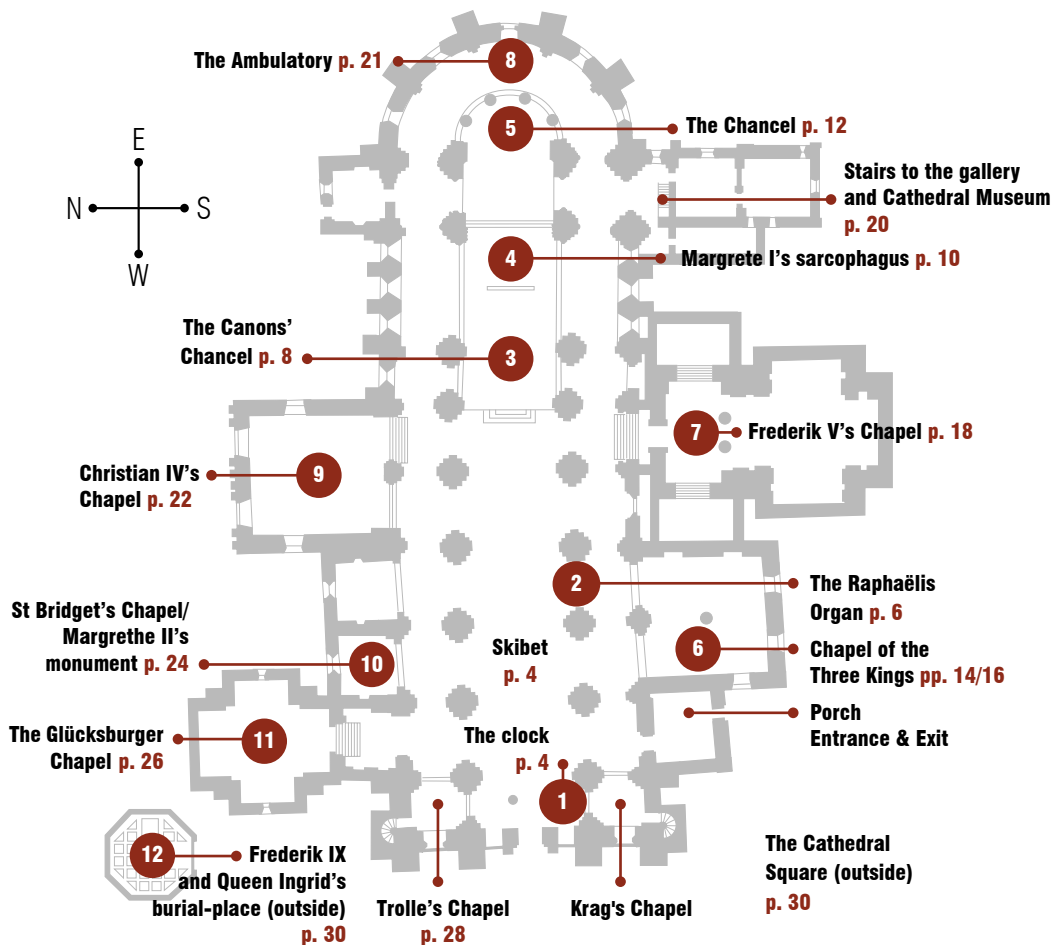 The Ambulatory p. 21
8
5
The Chancel p. 12
E
N
S
W
Stairs to the gallery
and Cathedral Museum
p. 20
4
Margrete I's sarcophagus p. 10
The Canons'
Chancel p. 8
3
7
Frederik V's Chapel p. 18
Christian IV's
Chapel p. 22
9
2
The Raphaëlis
Organ p. 6
St Bridget's Chapel/
Margrethe II's
monument p. 24
10
Skibet
p. 4
6
Chapel of the
Three Kings pp. 14/16
Porch
Entrance & Exit
The Glücksburger
Chapel p. 26
11
The clock
p. 4
1
12
Frederik IX
and Queen Ingrid's
burial-place (outside)
p. 30
Trolle's Chapel
p. 28
Krag's Chapel
The Cathedral
Square (outside)
p. 30